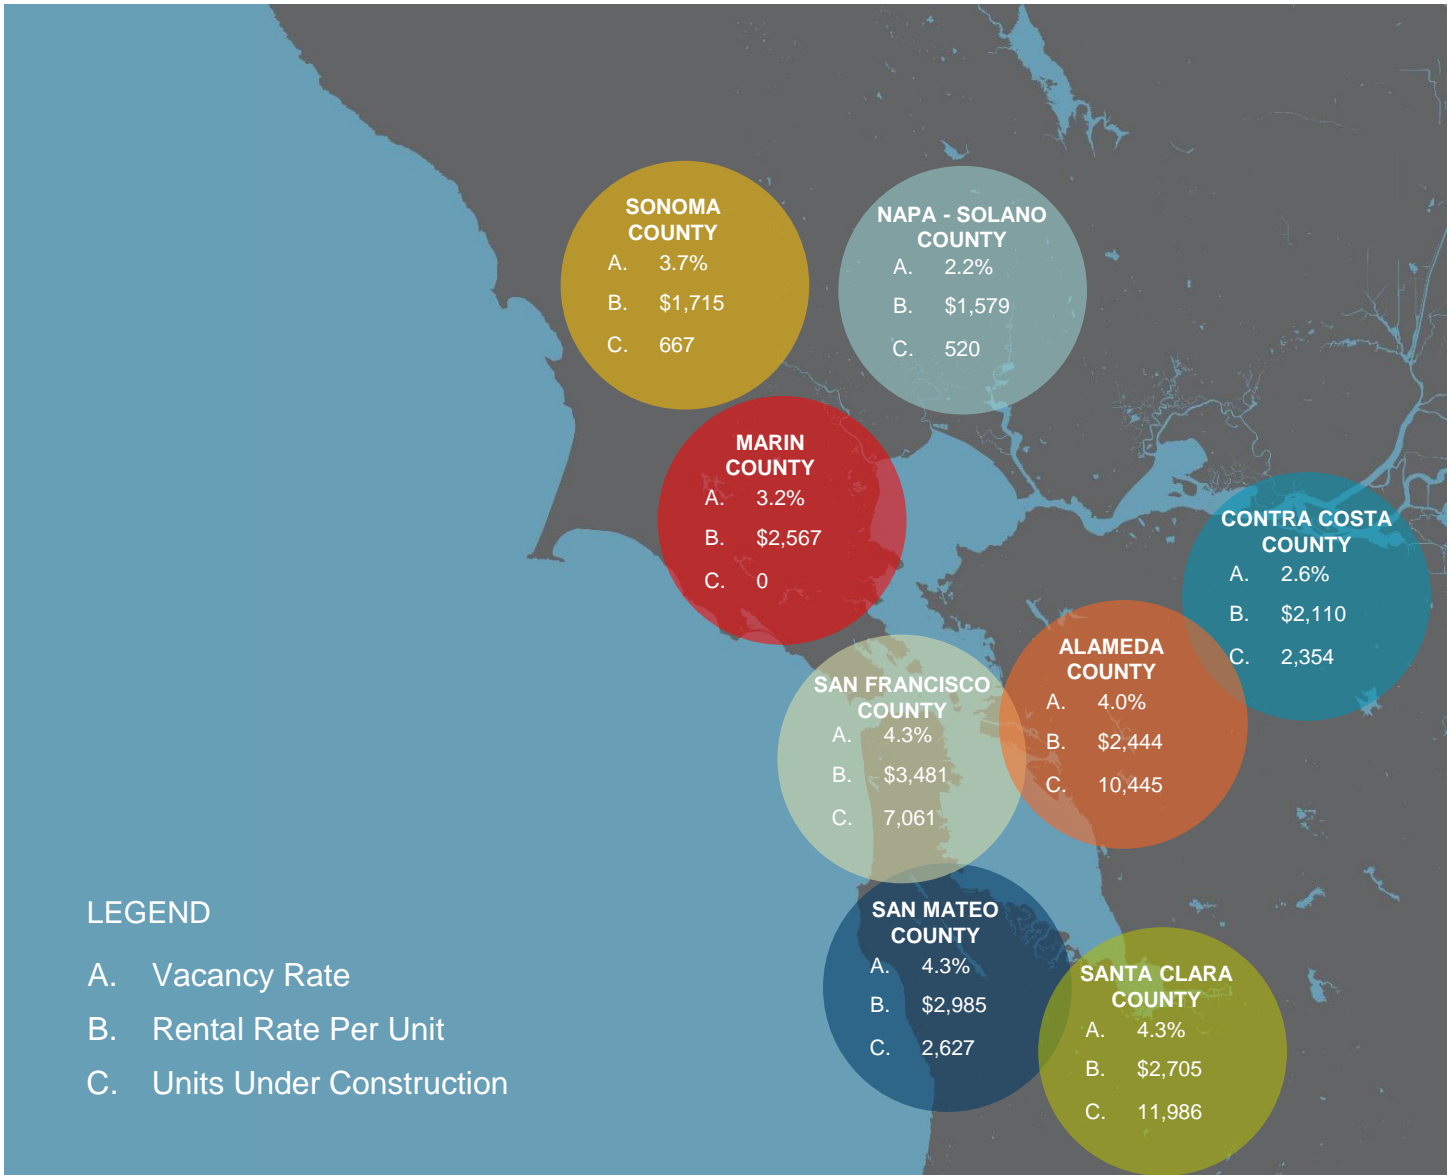 SONOMA
COUNTY
A. 3.7%
B. $1,715
C. 667
NAPA - SOLANO
COUNTY
A. 2.2%
B. $1,579
C. 520
MARIN
COUNTY
A. 3.2%
B. $2,567
C. 0
CONTRA COSTA
COUNTY
A. 2.6%
B. $2,110
C. 2,354
ALAMEDA
COUNTY
A. 4.0%
B. $2,444
C. 10,445
SAN FRANCISCO
COUNTY
A. 4.3%
B. $3,481
C. 7,061
SAN MATEO
COUNTY
A. 4.3%
B. $2,985
C. 2,627
SANTA CLARA
COUNTY
A. 4.3%
B. $2,705
C. 11,986
LEGEND
A. Vacancy Rate
B. Rental Rate Per Unit
C. Units Under Construction